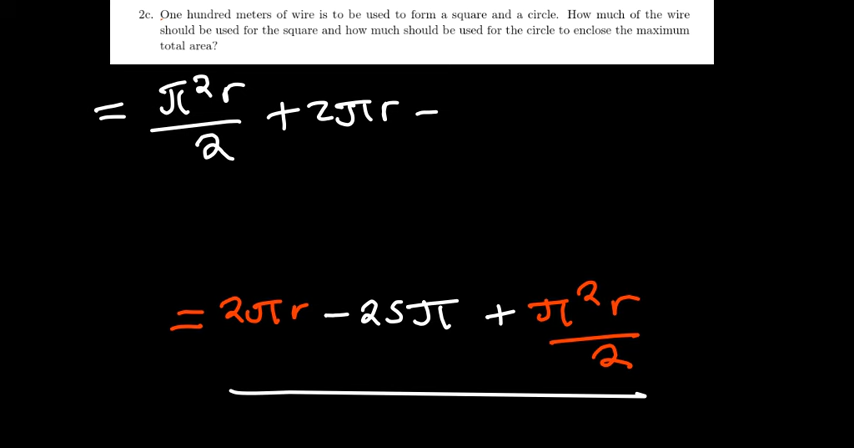 2c. One hundred meters of wire is to be used to form a square and a circle. How much of the wire
should be used for the square and how much should be used for the circle to enclose the maximum
total area?
= π²r/2 + 2πr −
= 2πr − 25π + π²r/2